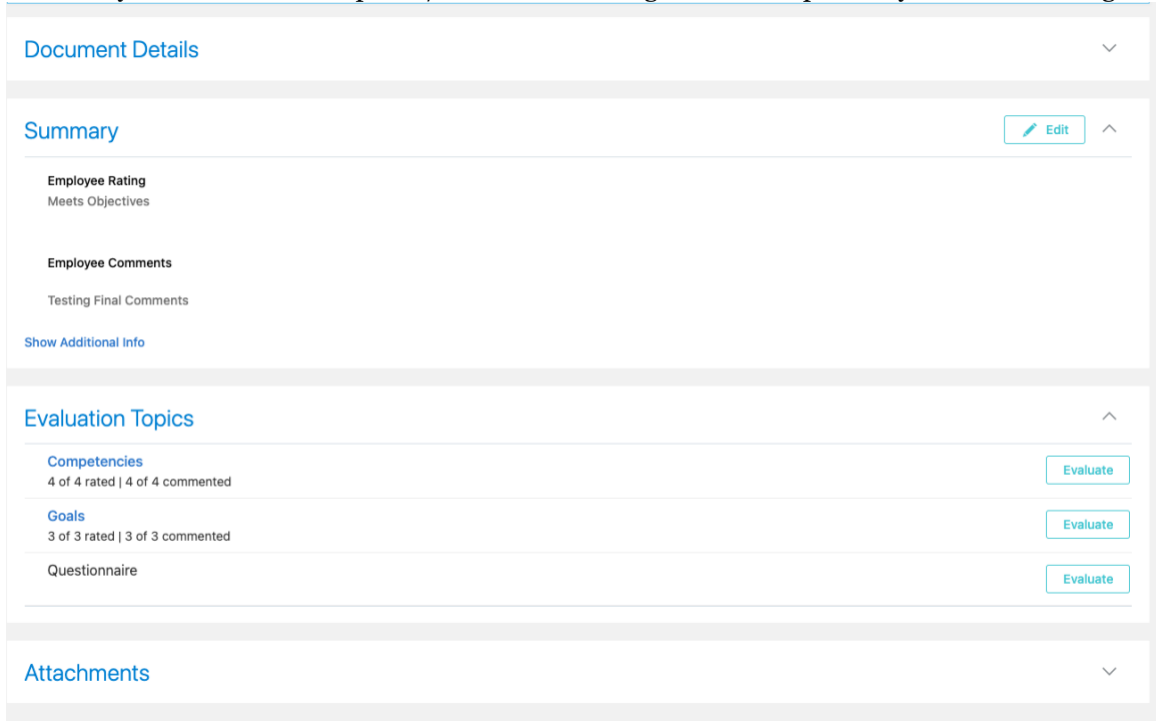 Document Details
Summary
Edit
Employee Rating
Meets Objectives
Employee Comments
Testing Final Comments
Show Additional Info
Evaluation Topics
Competencies
4 of 4 rated | 4 of 4 commented
Evaluate
Goals
3 of 3 rated | 3 of 3 commented
Evaluate
Questionnaire
Evaluate
Attachments